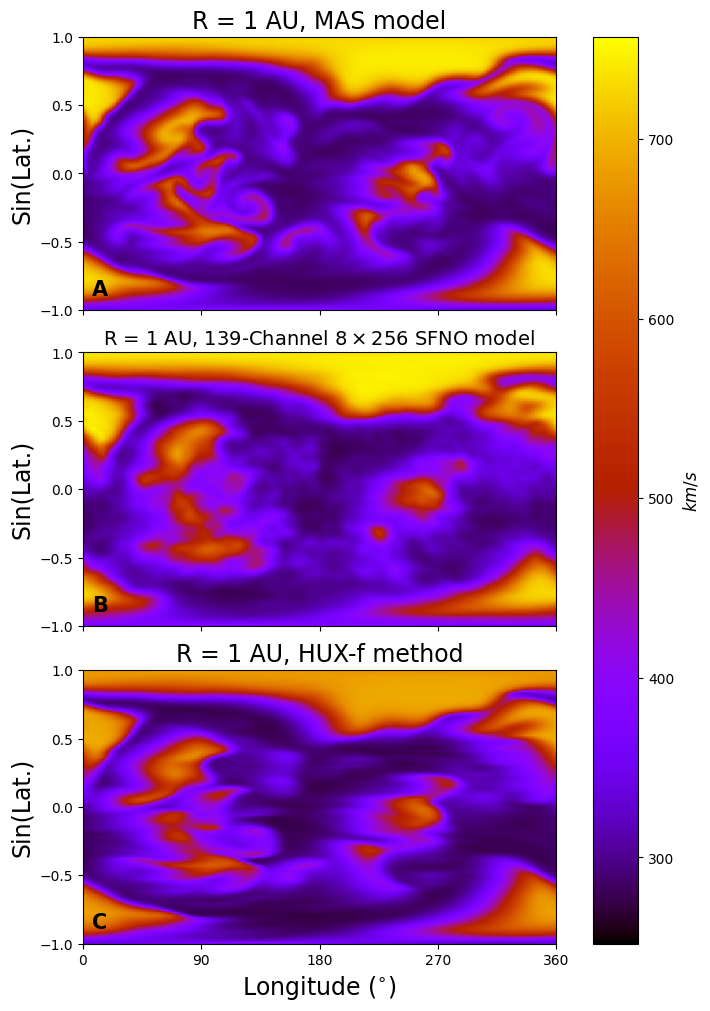 R = 1 AU, MAS model
1.0
0.5
0.0
−0.5
−1.0
Sin(Lat.)
A
R = 1 AU, 139-Channel 8 × 256 SFNO model
1.0
0.5
0.0
−0.5
−1.0
Sin(Lat.)
B
R = 1 AU, HUX-f method
1.0
0.5
0.0
−0.5
−1.0
Sin(Lat.)
C
0 90 180 270 360
Longitude (°)
700
600
500
400
300
km/s